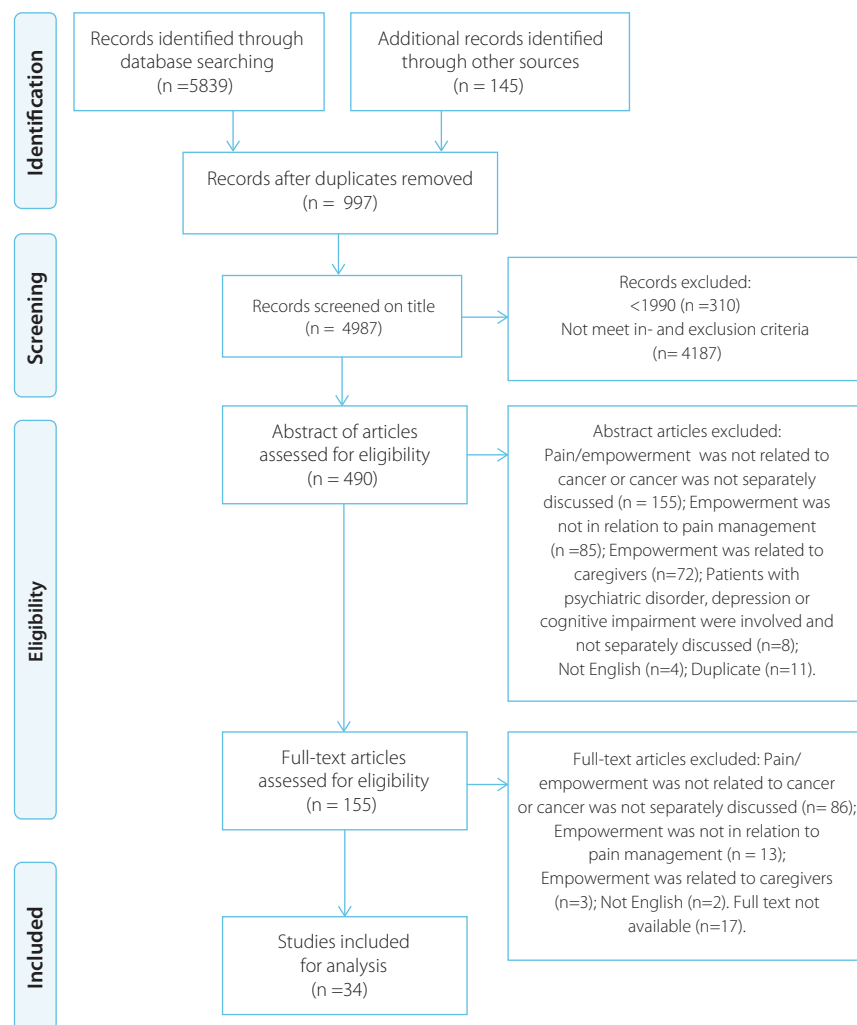 Identification
Records identified through
database searching
(n =5839)
Additional records identified
through other sources
(n = 145)
Records after duplicates removed
(n = 997)
Screening
Records screened on title
(n = 4987)
Records excluded:
<1990 (n =310)
Not meet in- and exclusion criteria
(n= 4187)
Eligibility
Abstract of articles
assessed for eligibility
(n = 490)
Abstract articles excluded:
Pain/empowerment was not related to
cancer or cancer was not separately
discussed (n = 155); Empowerment was
not in relation to pain management
(n =85); Empowerment was related to
caregivers (n=72); Patients with
psychiatric disorder, depression or
cognitive impairment were involved and
not separately discussed (n=8);
Not English (n=4); Duplicate (n=11).
Full-text articles
assessed for eligibility
(n = 155)
Full-text articles excluded: Pain/
empowerment was not related to cancer
or cancer was not separately discussed (n= 86);
Empowerment was not in relation to
pain management (n = 13);
Empowerment was related to caregivers
(n=3); Not English (n=2). Full text not
available (n=17).
Included
Studies included
for analysis
(n =34)